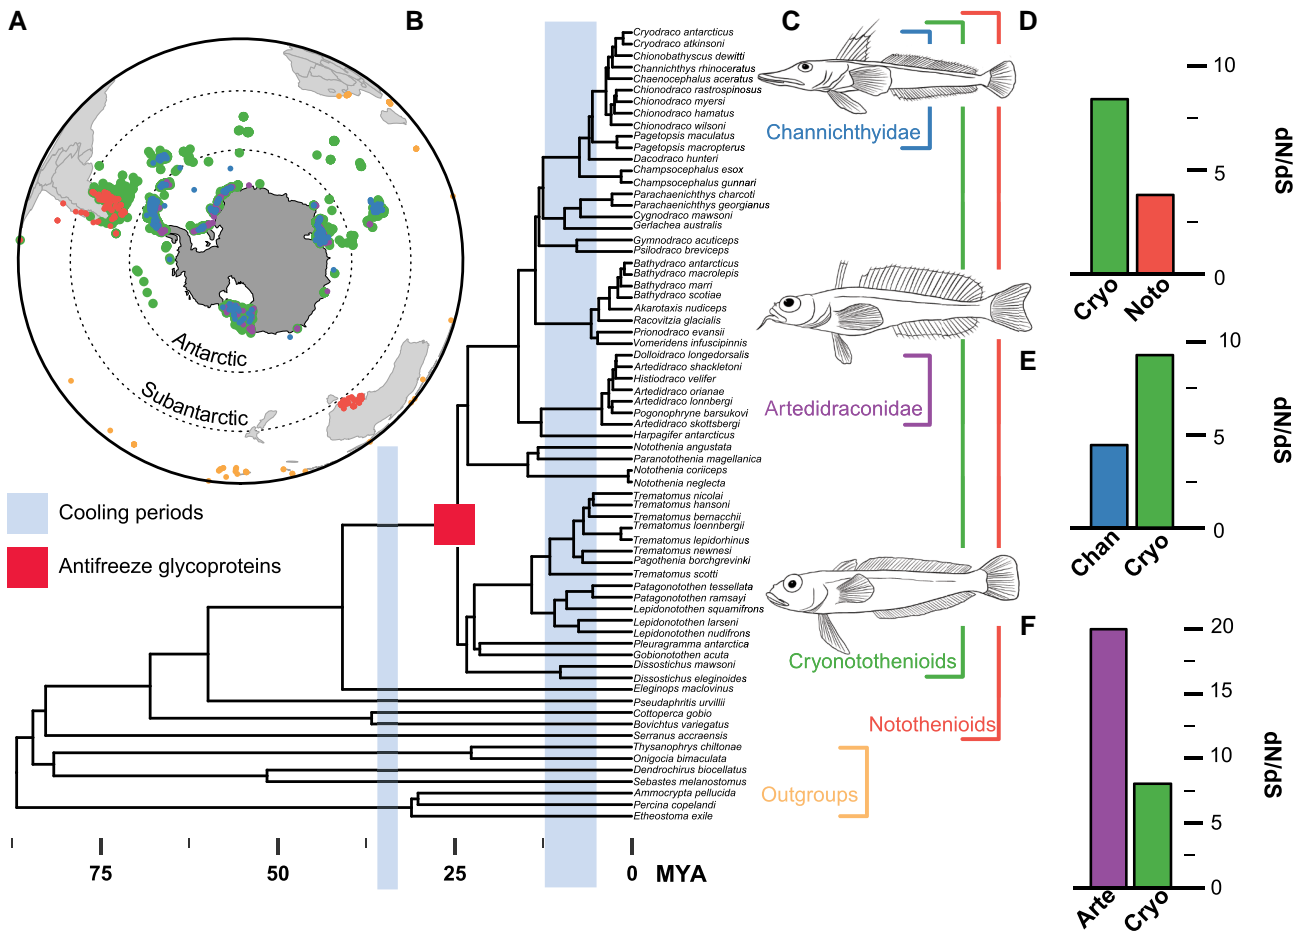 A
B
C
D
Antarctic
Subantarctic
Cooling periods
Antifreeze glycoproteins
Cryodraco antarcticus
Cryodraco atkinsoni
Chionobathyscus dewitti
Channichthys rhinoceratus
Chaenocephalus aceratus
Chionodraco rastrospinosus
Chionodraco myersi
Chionodraco hamatus
Chionodraco wilsoni
Pagetopsis maculatus
Pagetopsis macropterus
Dacodraco hunteri
Champsocephalus esox
Champsocephalus gunnari
Parachaenichthys charcoti
Parachaenichthys georgianus
Cygnodraco mawsoni
Gerlachea australis
Gymnodraco acuticeps
Psilodraco breviceps
Bathydraco antarcticus
Bathydraco macrolepis
Bathydraco marri
Bathydraco scotiae
Akarotaxis nudiceps
Racovitzia glacialis
Prionodraco evansii
Vomeridens infuscipinnis
Dolloidraco longedorsalis
Artedidraco shackletoni
Histiodraco velifer
Artedidraco orianae
Artedidraco lonnbergi
Pogonophryne barsukovi
Artedidraco skottsbergi
Harpagifer antarcticus
Notothenia angustata
Paranotothenia magellanica
Notothenia coriiceps
Notothenia neglecta
Trematomus nicolai
Trematomus hansoni
Trematomus bernacchii
Trematomus loennbergii
Trematomus lepidorhinus
Trematomus newnesi
Pagothenia borchgrevinki
Trematomus scotti
Patagonotothen tessellata
Patagonotothen ramsayi
Lepidonotothen squamifrons
Lepidonotothen larseni
Lepidonotothen nudifrons
Pleuragramma antarctica
Gobionotothen acuta
Dissostichus mawsoni
Dissostichus eleginoides
Eleginops maclovinus
Pseudaphritis urvillii
Cottoperca gobio
Bovichtus variegatus
Serranus accraensis
Thysanophrys chiltonae
Onigocia bimaculata
Dendrochirus biocellatus
Sebastes melanostomus
Ammocrypta pellucida
Percina copelandi
Etheostoma exile
75
50
25
0
MYA
Channichthyidae
Artedidraconidae
Cryonotothenioids
Notothenioids
Outgroups
10
5
0
dN/dS
Cryo
Noto
E
10
5
0
dN/dS
Chan
Cryo
F
20
15
10
5
0
dN/dS
Arte
Cryo